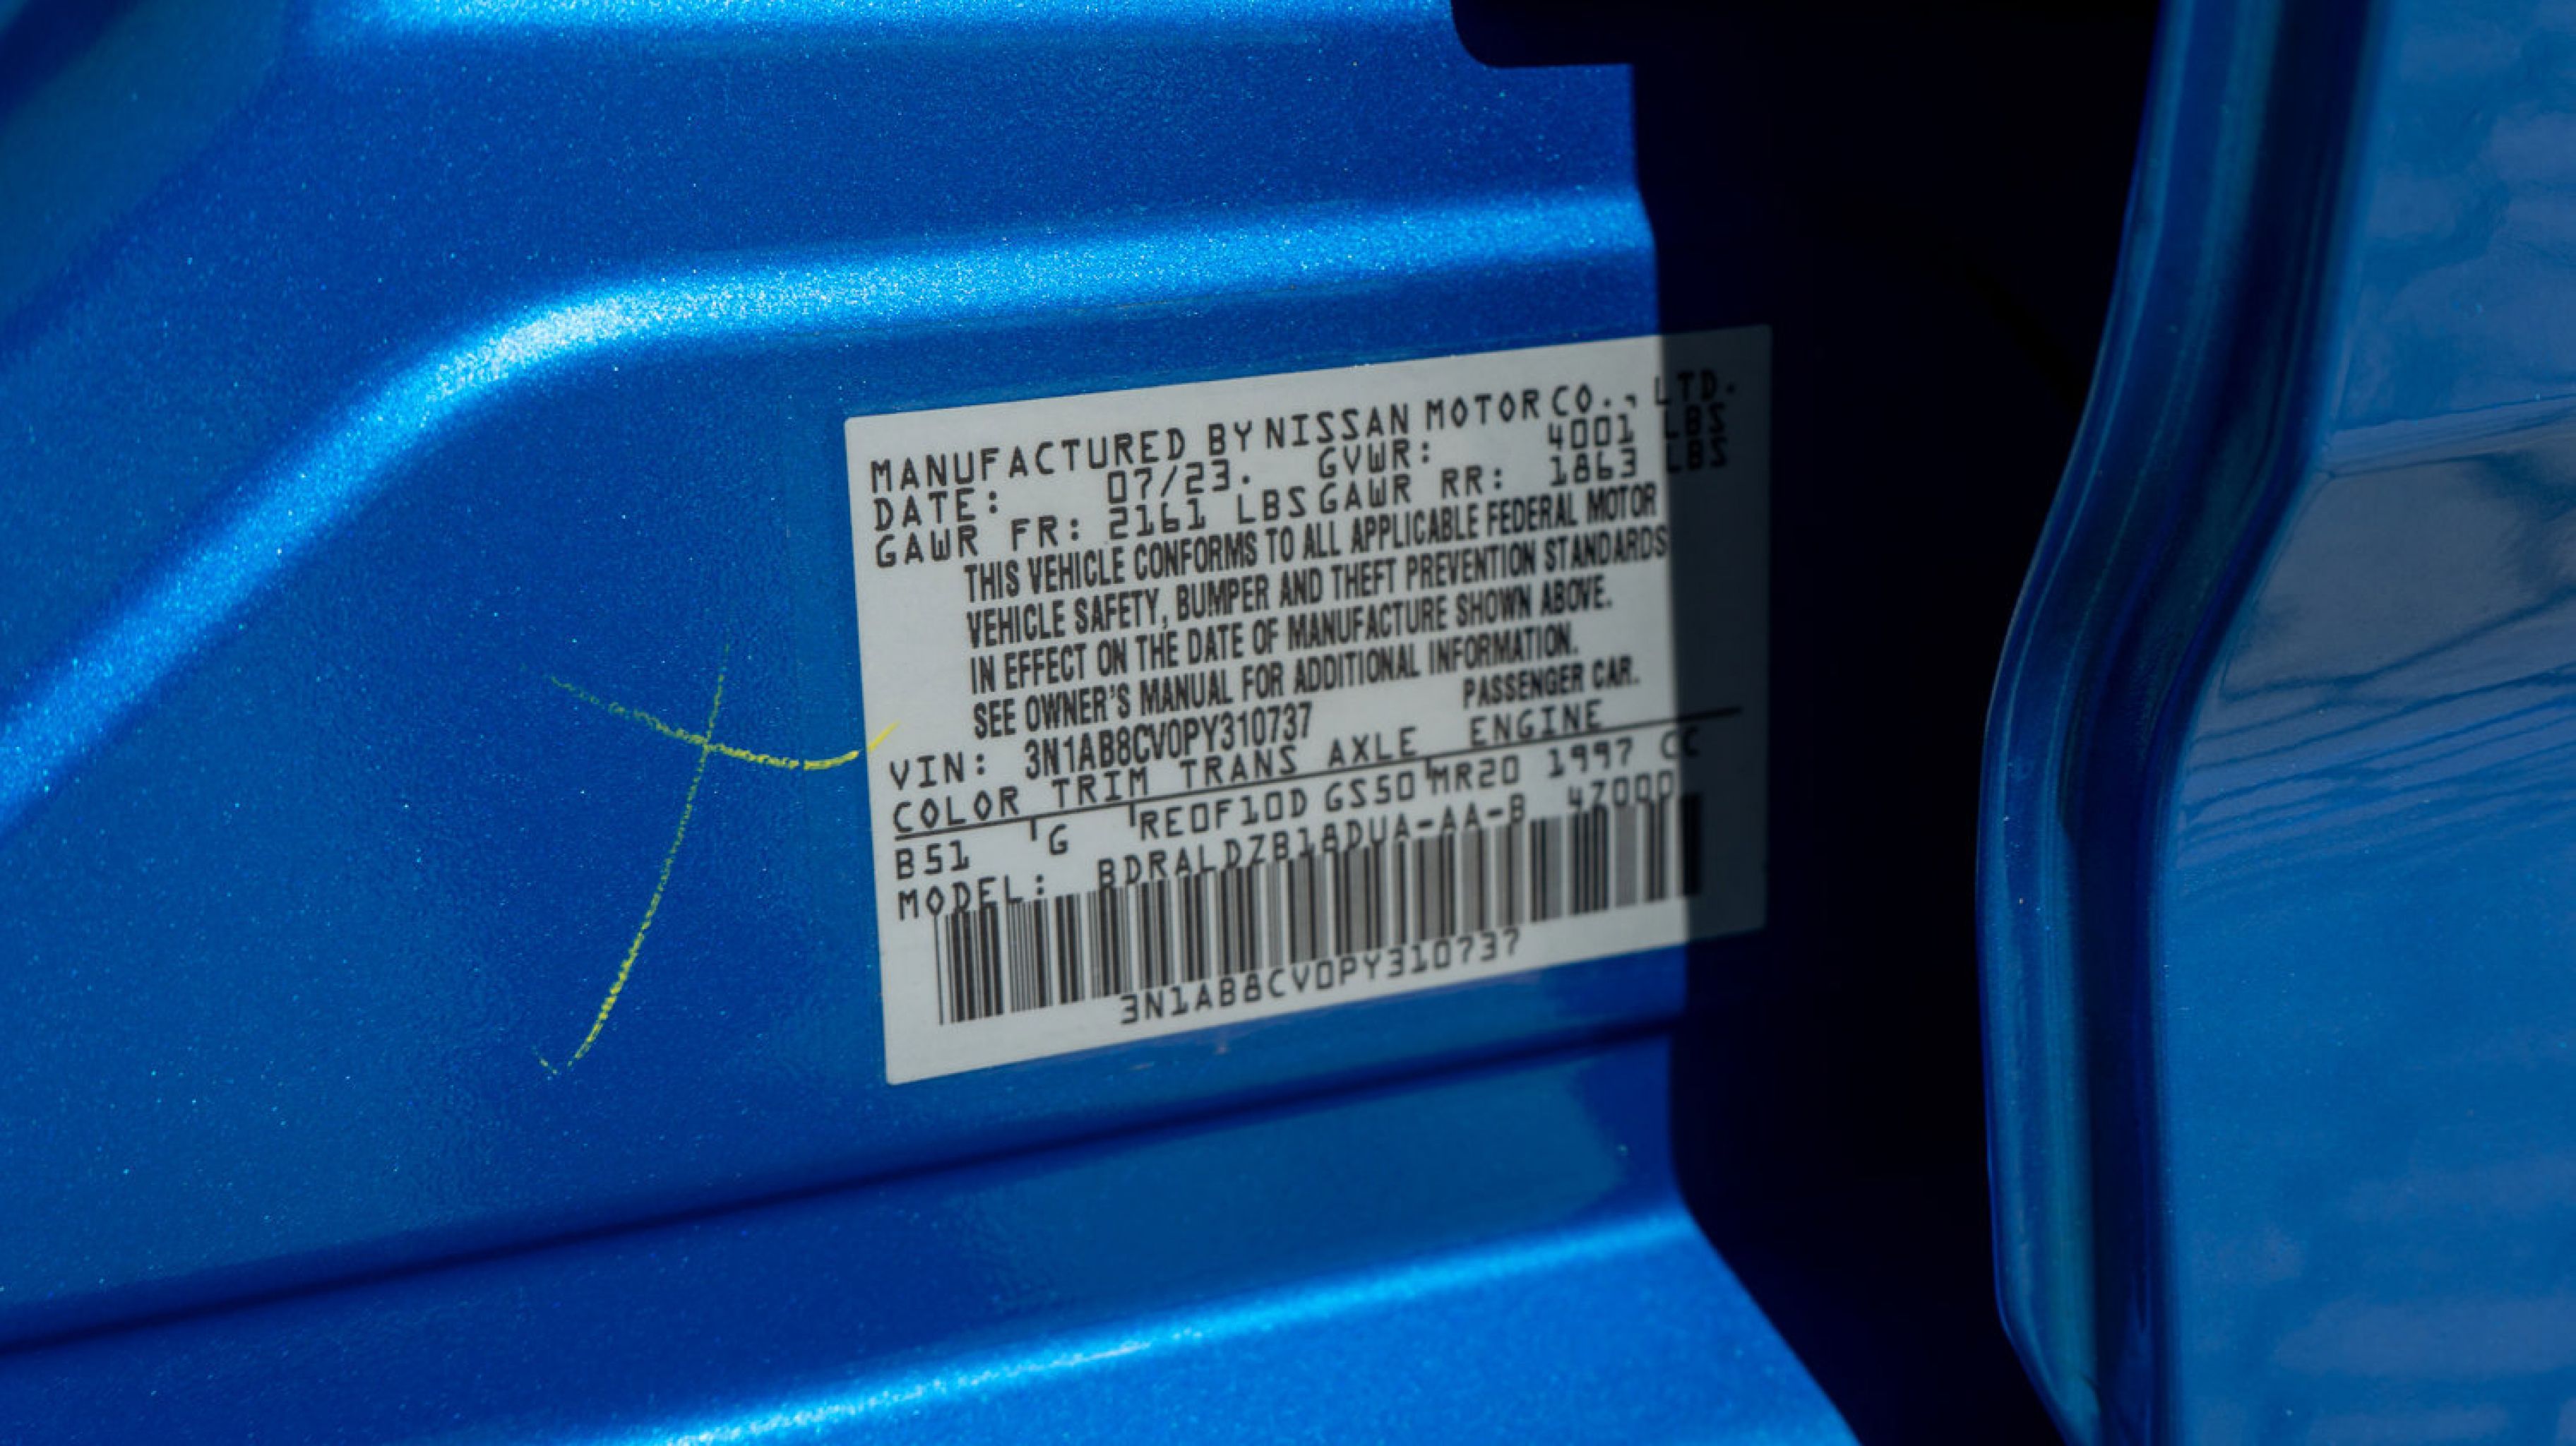 MANUFACTURED BY NISSAN MOTOR CO., LTD.
DATE: 07/23. GVWR: 4001 LBS
GAWR FR: 2161 LBS GAWR RR: 1863 LBS
THIS VEHICLE CONFORMS TO ALL APPLICABLE FEDERAL MOTOR
VEHICLE SAFETY, BUMPER AND THEFT PREVENTION STANDARDS
IN EFFECT ON THE DATE OF MANUFACTURE SHOWN ABOVE.
SEE OWNER'S MANUAL FOR ADDITIONAL INFORMATION.
VIN: 3N1AB8CV0PY310737 PASSENGER CAR.
COLOR TRIM TRANS AXLE ENGINE
B51 G RE0F10D GS50 MR20 1997 CC
MODEL: BDRALDZB18DUA-AA-B 47000
3N1AB8CV0PY310737